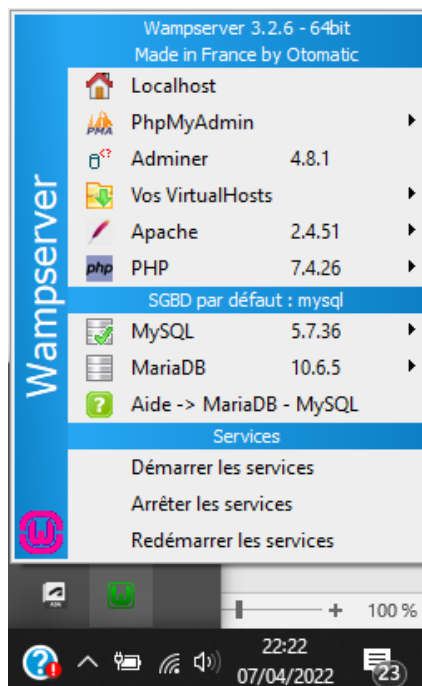 Wampserver 3.2.6 - 64bit
Made in France by Otomatic
Wampserver
Localhost
PMA PhpMyAdmin
Adminer 4.8.1
Vos VirtualHosts
Apache 2.4.51
php PHP 7.4.26
SGBD par défaut : mysql
MySQL 5.7.36
MariaDB 10.6.5
? Aide -> MariaDB - MySQL
Services
Démarrer les services
Arrêter les services
Redémarrer les services
100 %
22:22
07/04/2022
23